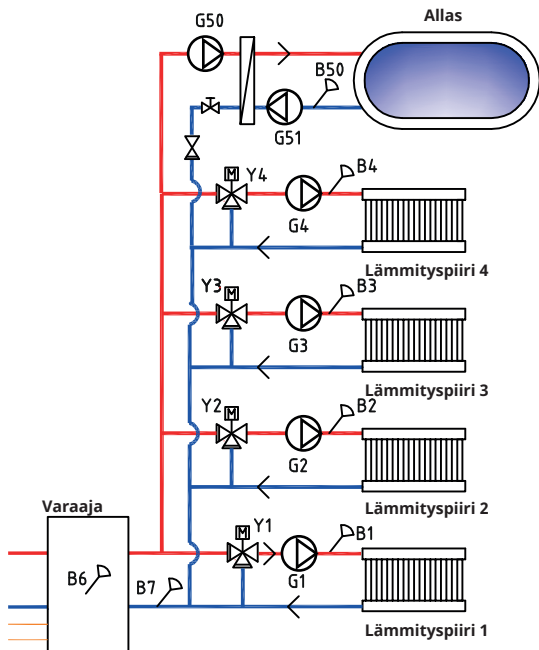 Allas
G50
B50
G51
Y4
B4
G4
Lämmityspiiri 4
Y3
B3
G3
Lämmityspiiri 3
Y2
B2
G2
Lämmityspiiri 2
Varaaja
Y1
B1
G1
B6
B7
Lämmityspiiri 1
M
M
M
M